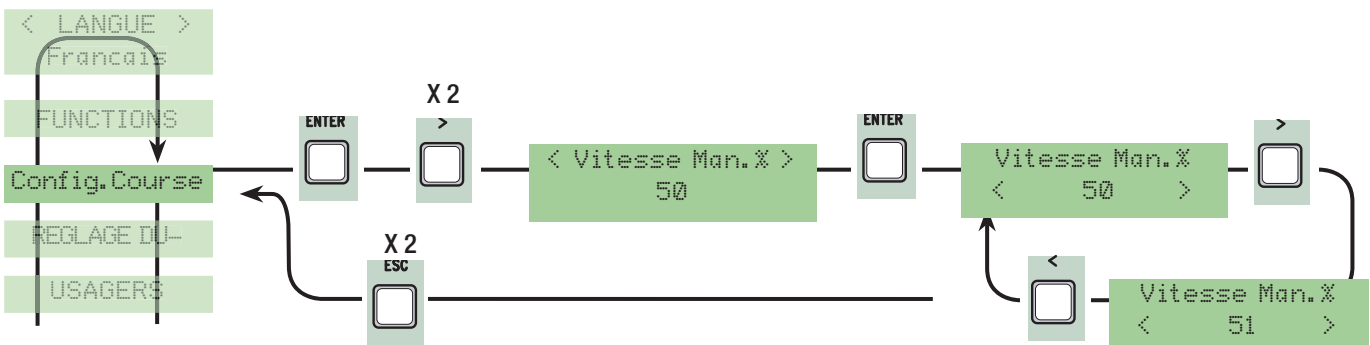 < LANGUE >
Francais
FUNCTIONS
Config.Course
REGLAGE DU-
USAGERS
ENTER
X 2
>
< Vitesse Man.% >
50
ENTER
Vitesse Man.%
< 50 >
>
X 2
ESC
<
Vitesse Man.%
< 51 >